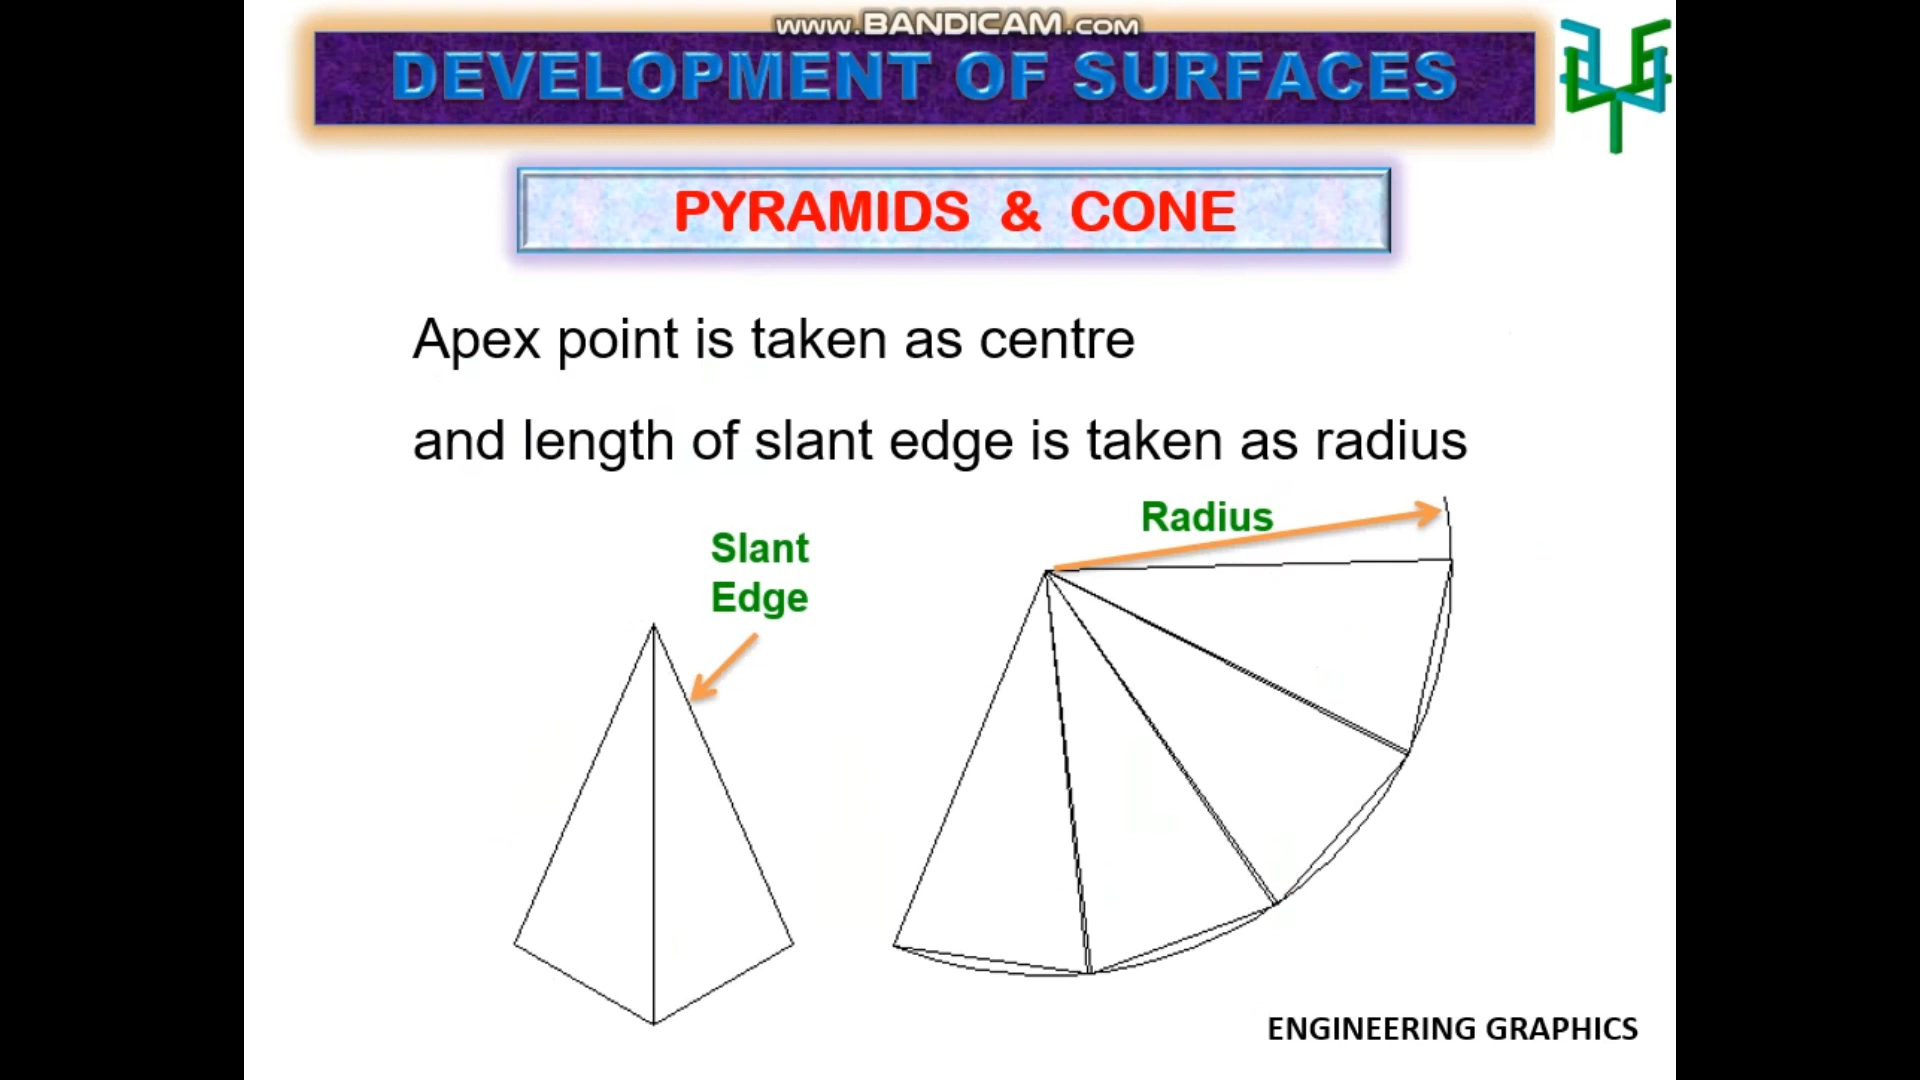 www.BANDICAM.com
DEVELOPMENT OF SURFACES
PYRAMIDS & CONE
Apex point is taken as centre
and length of slant edge is taken as radius
Radius
Slant
Edge
ENGINEERING GRAPHICS